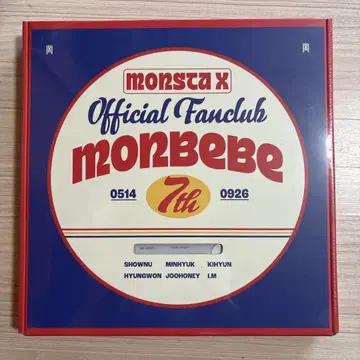 MONSTA X
Official Fanclub
MONBEBE
0514 7th 0926
SHOWNU MINHYUK KIHYUN
HYUNGWON JOOHONEY I.M